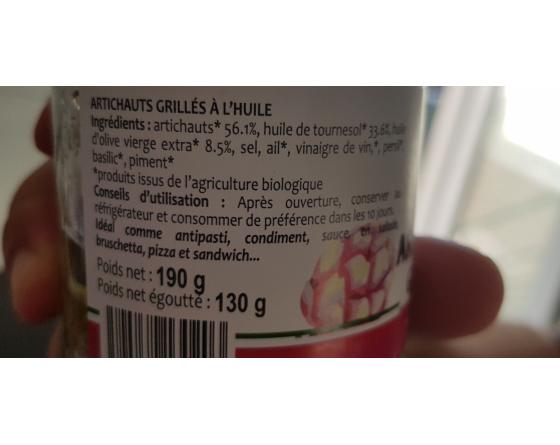 ARTICHAUTS GRILLÉS À L'HUILE
Ingrédients : artichauts* 56.1%, huile de tournesol* 33.6%, huile
d'olive vierge extra* 8.5%, sel, ail*, vinaigre de vin,*, persil*,
basilic*, piment*
*produits issus de l'agriculture biologique
Conseils d'utilisation : Après ouverture, conserver au
réfrigérateur et consommer de préférence dans les 10 jours.
Idéal comme antipasti, condiment, sauce, en salade,
bruschetta, pizza et sandwich...
Poids net : 190 g
Poids net égoutté : 130 g